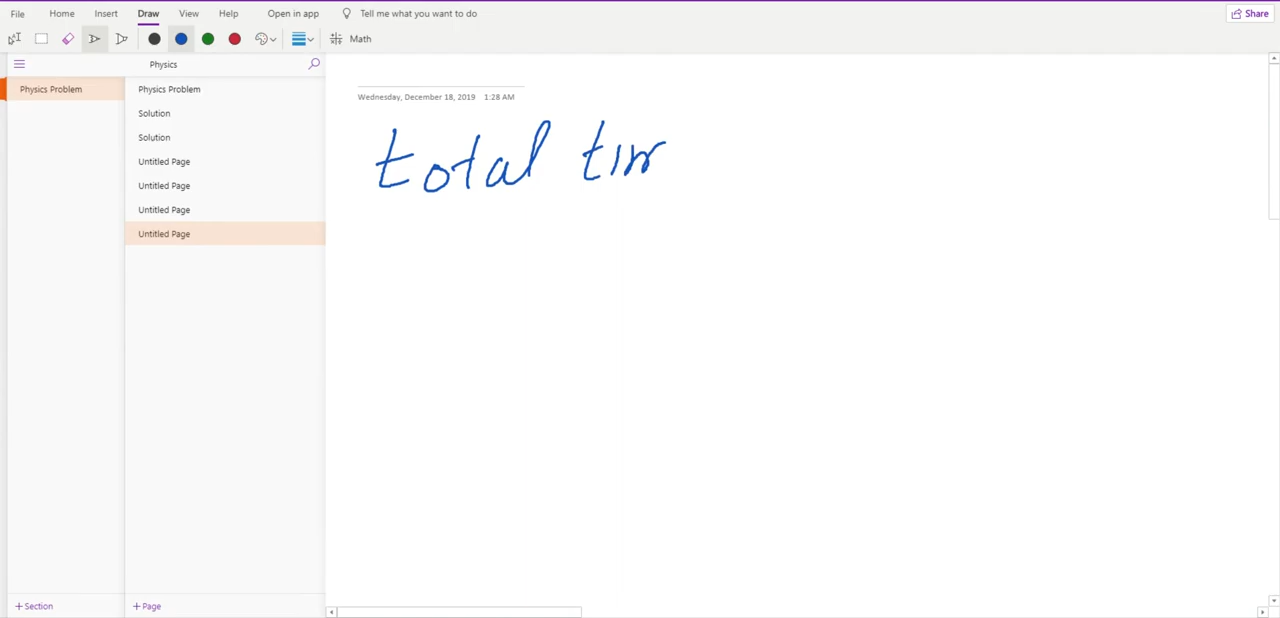 File Home Insert Draw View Help Open in app Tell me what you want to do Share
Math
Physics
Physics Problem
Physics Problem
Solution
Solution
Untitled Page
Untitled Page
Untitled Page
Untitled Page
+ Section
+ Page
Wednesday, December 18, 2019 1:28 AM
total